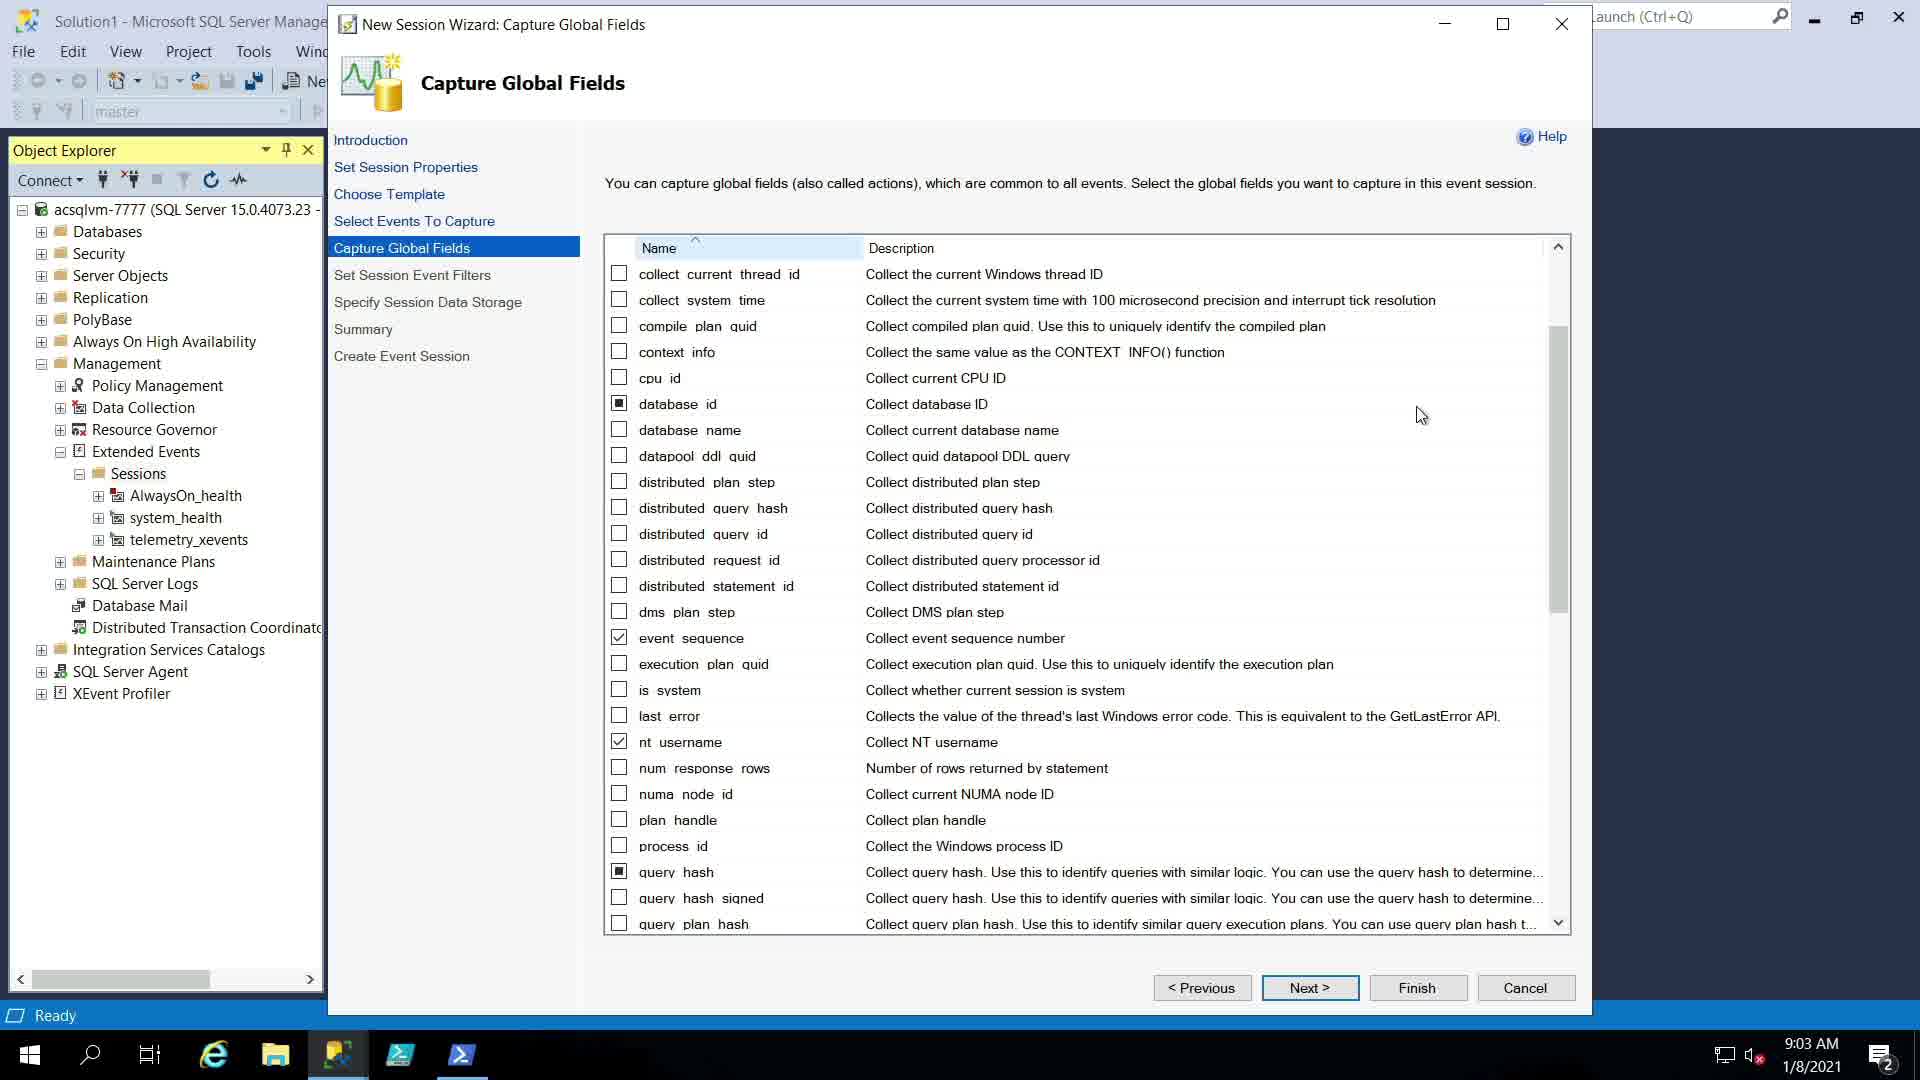 Solution1 - Microsoft SQL Server Manage
Launch (Ctrl+Q)
File Edit View Project Tools Wind
Ne
master
Object Explorer
Connect
acsqlvm-7777 (SQL Server 15.0.4073.23 -
Databases
Security
Server Objects
Replication
PolyBase
Always On High Availability
Management
Policy Management
Data Collection
Resource Governor
Extended Events
Sessions
AlwaysOn_health
system_health
telemetry_xevents
Maintenance Plans
SQL Server Logs
Database Mail
Distributed Transaction Coordinato
Integration Services Catalogs
SQL Server Agent
XEvent Profiler
New Session Wizard: Capture Global Fields
Capture Global Fields
Introduction
Set Session Properties
Choose Template
Select Events To Capture
Capture Global Fields
Set Session Event Filters
Specify Session Data Storage
Summary
Create Event Session
Help
You can capture global fields (also called actions), which are common to all events. Select the global fields you want to capture in this event session.
Name Description
collect_current_thread_id Collect the current Windows thread ID
collect_system_time Collect the current system time with 100 microsecond precision and interrupt tick resolution
compile_plan_guid Collect compiled plan guid. Use this to uniquely identify the compiled plan
context_info Collect the same value as the CONTEXT_INFO() function
cpu_id Collect current CPU ID
database_id Collect database ID
database_name Collect current database name
datapool_ddl_guid Collect guid datapool DDL query
distributed_plan_step Collect distributed plan step
distributed_query_hash Collect distributed query hash
distributed_query_id Collect distributed query id
distributed_request_id Collect distributed query processor id
distributed_statement_id Collect distributed statement id
dms_plan_step Collect DMS plan step
event_sequence Collect event sequence number
execution_plan_guid Collect execution plan guid. Use this to uniquely identify the execution plan
is_system Collect whether current session is system
last_error Collects the value of the thread's last Windows error code. This is equivalent to the GetLastError API.
nt_username Collect NT username
num_response_rows Number of rows returned by statement
numa_node_id Collect current NUMA node ID
plan_handle Collect plan handle
process_id Collect the Windows process ID
query_hash Collect query hash. Use this to identify queries with similar logic. You can use the query hash to determine...
query_hash_signed Collect query hash. Use this to identify queries with similar logic. You can use the query hash to determine...
query_plan_hash Collect query plan hash. Use this to identify similar query execution plans. You can use query plan hash t...
< Previous Next > Finish Cancel
Ready
9:03 AM
1/8/2021
2